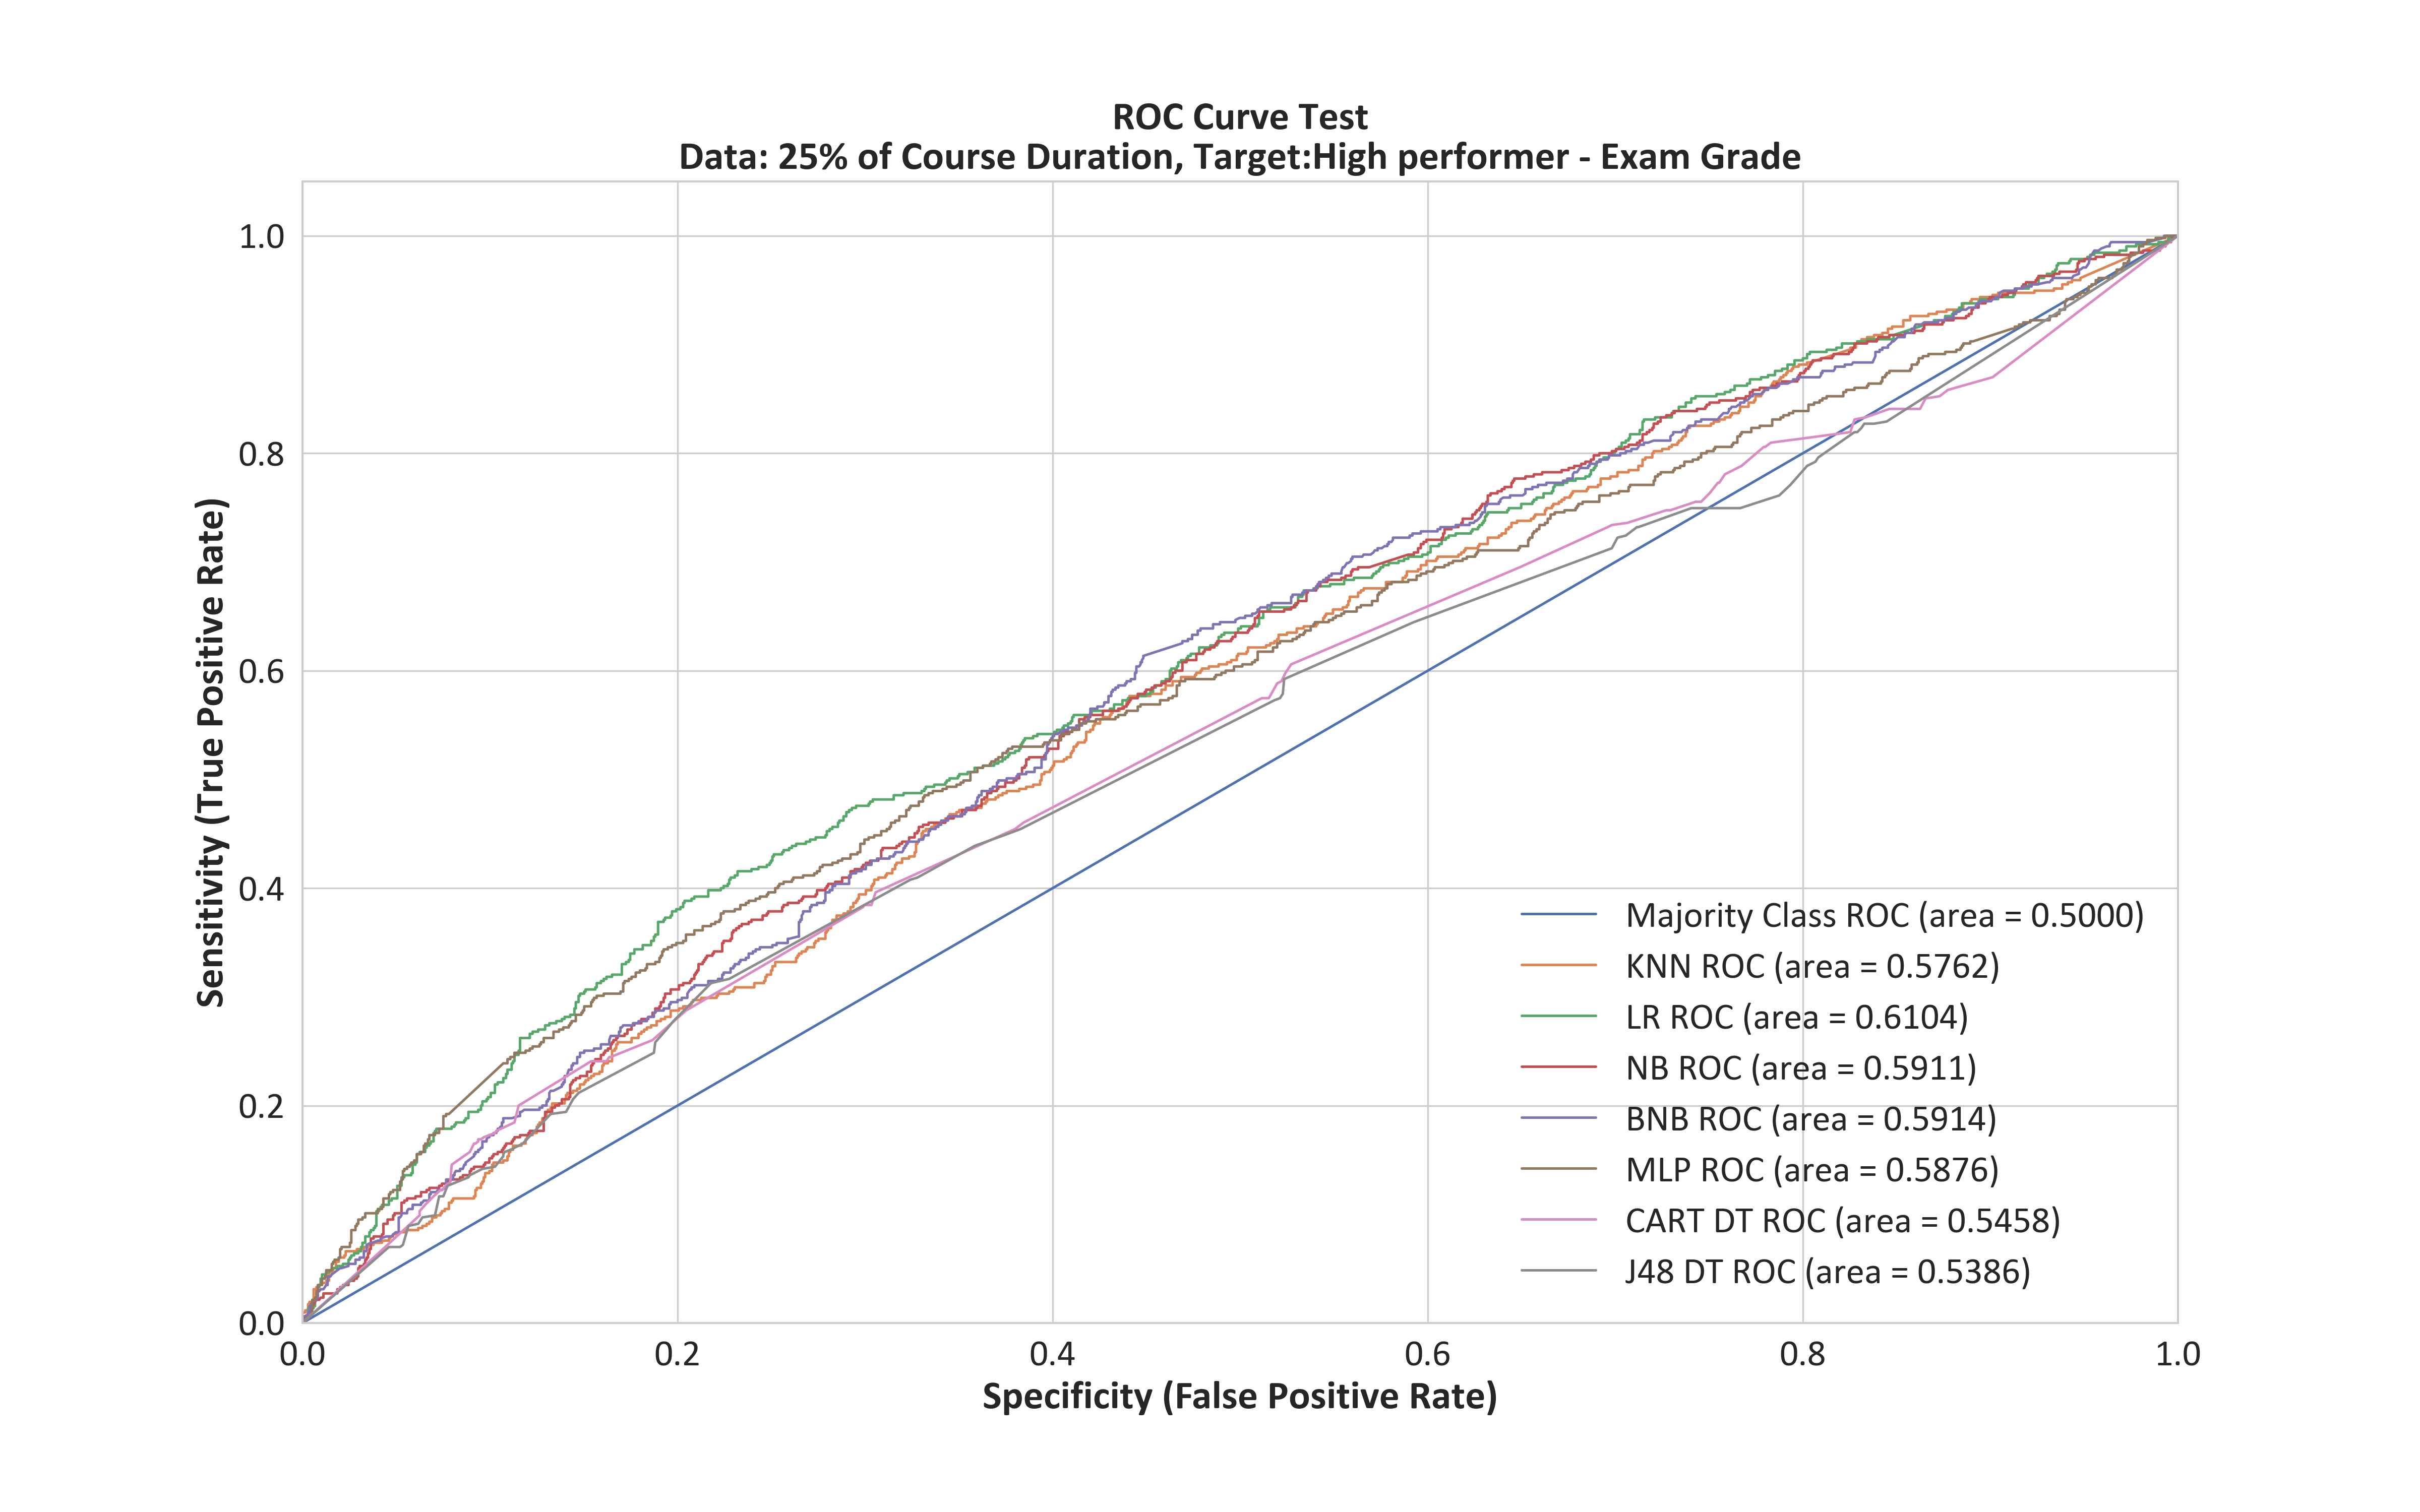 ROC Curve Test
Data: 25% of Course Duration, Target:High performer - Exam Grade
Sensitivity (True Positive Rate)
1.0
0.8
0.6
0.4
0.2
0.0
Majority Class ROC (area = 0.5000)
KNN ROC (area = 0.5762)
LR ROC (area = 0.6104)
NB ROC (area = 0.5911)
BNB ROC (area = 0.5914)
MLP ROC (area = 0.5876)
CART DT ROC (area = 0.5458)
J48 DT ROC (area = 0.5386)
0.0 0.2 0.4 0.6 0.8 1.0
Specificity (False Positive Rate)